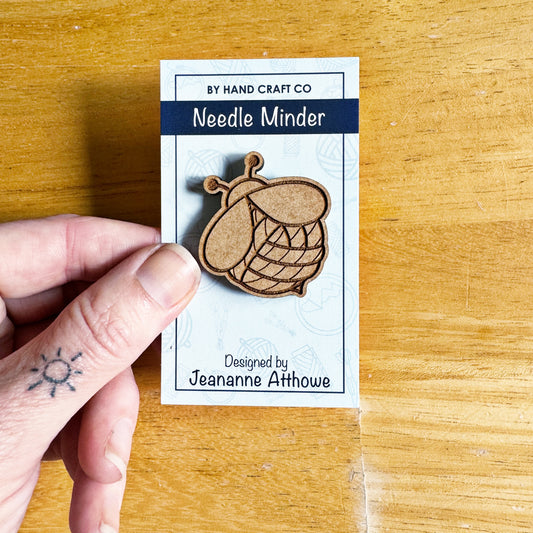 BY HAND CRAFT CO
Needle Minder
Designed by
Jeananne Atthowe